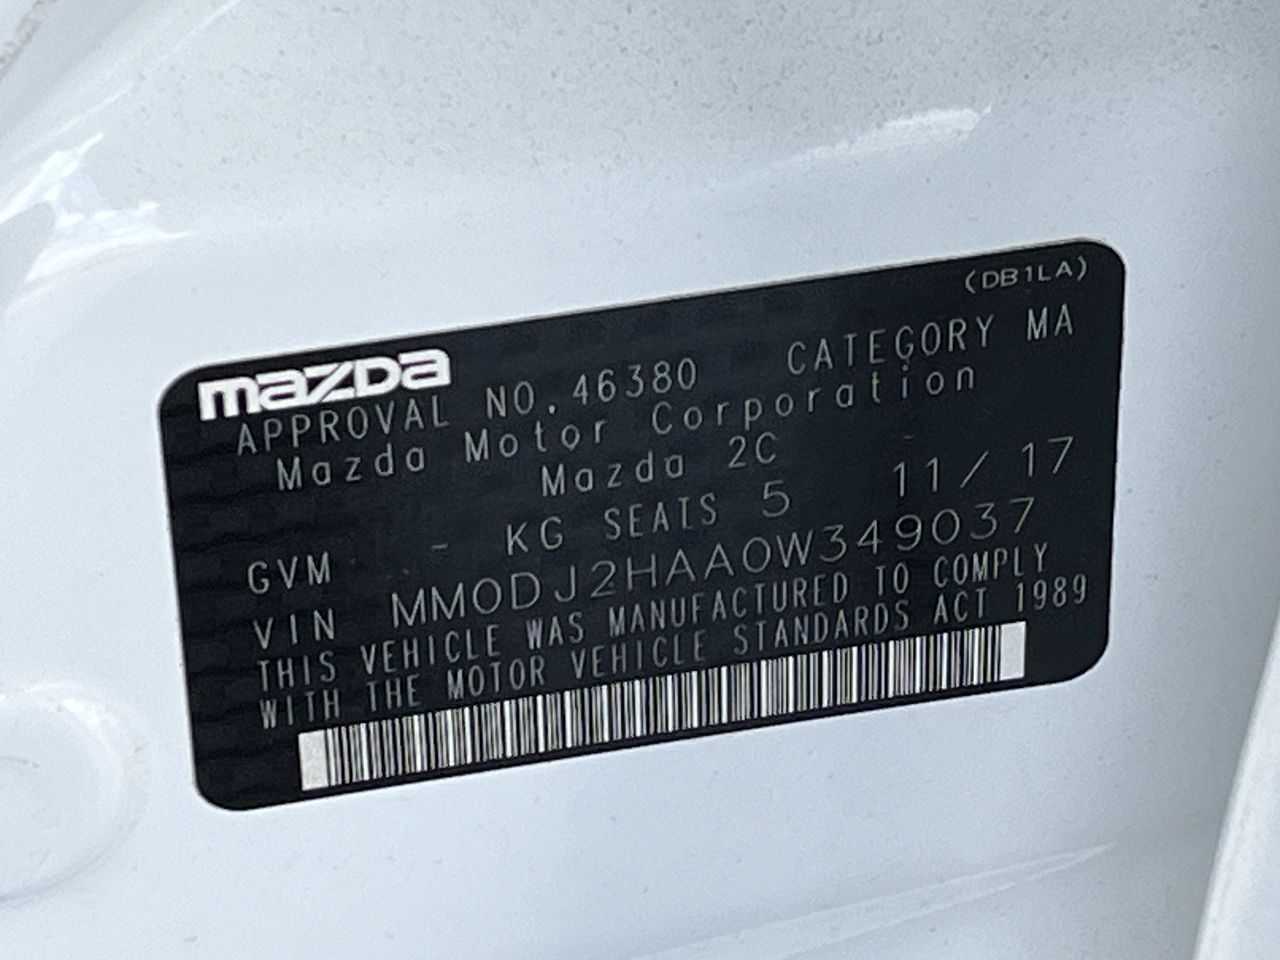 (DB1LA)
mazda
APPROVAL NO. 46380 CATEGORY MA
Mazda Motor Corporation
Mazda 2C
GVM - KG SEATS 5 11/17
VIN MM0DJ2HAA0W349037
THIS VEHICLE WAS MANUFACTURED TO COMPLY
WITH THE MOTOR VEHICLE STANDARDS ACT 1989